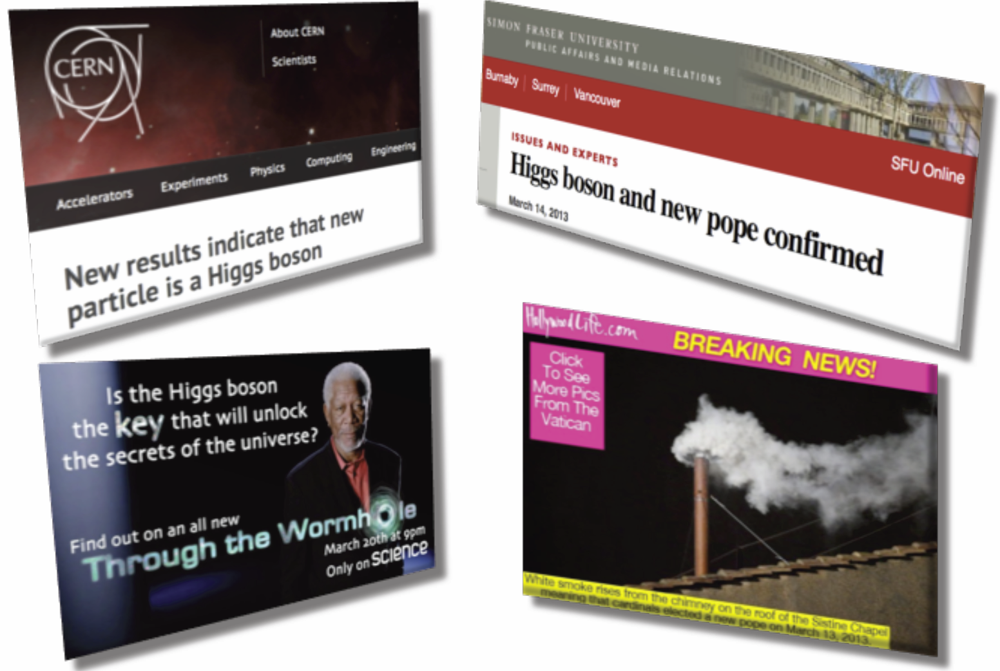 CERN
About CERN
Scientists
Accelerators
Experiments
Physics
Computing
Engineering
New results indicate that new
particle is a Higgs boson
SIMON FRASER UNIVERSITY
PUBLIC AFFAIRS AND MEDIA RELATIONS
Burnaby
Surrey
Vancouver
SFU Online
ISSUES AND EXPERTS
Higgs boson and new pope confirmed
March 14, 2013
Is the Higgs boson
the key that will unlock
the secrets of the universe?
Find out on an all new
Through the Wormhole
March 20th at 9pm
Only on SCIENCE
HollywoodLife.com
BREAKING NEWS!
Click
To See
More Pics
From The
Vatican
White smoke rises from the chimney on the roof of the Sistine Chapel
meaning that cardinals elected a new pope on March 13, 2013.